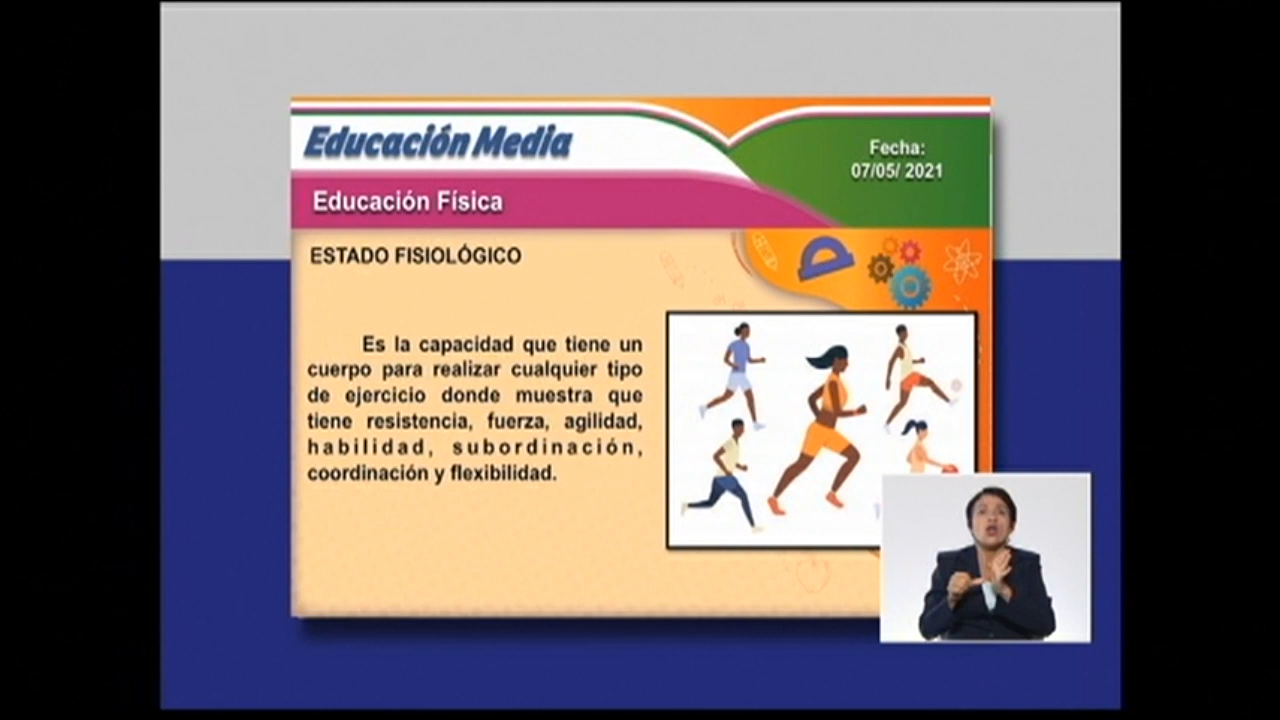 Educación Media
Fecha:
07/05/ 2021
Educación Física
ESTADO FISIOLÓGICO
Es la capacidad que tiene un
cuerpo para realizar cualquier tipo
de ejercicio donde muestra que
tiene resistencia, fuerza, agilidad,
habilidad, subordinación,
coordinación y flexibilidad.